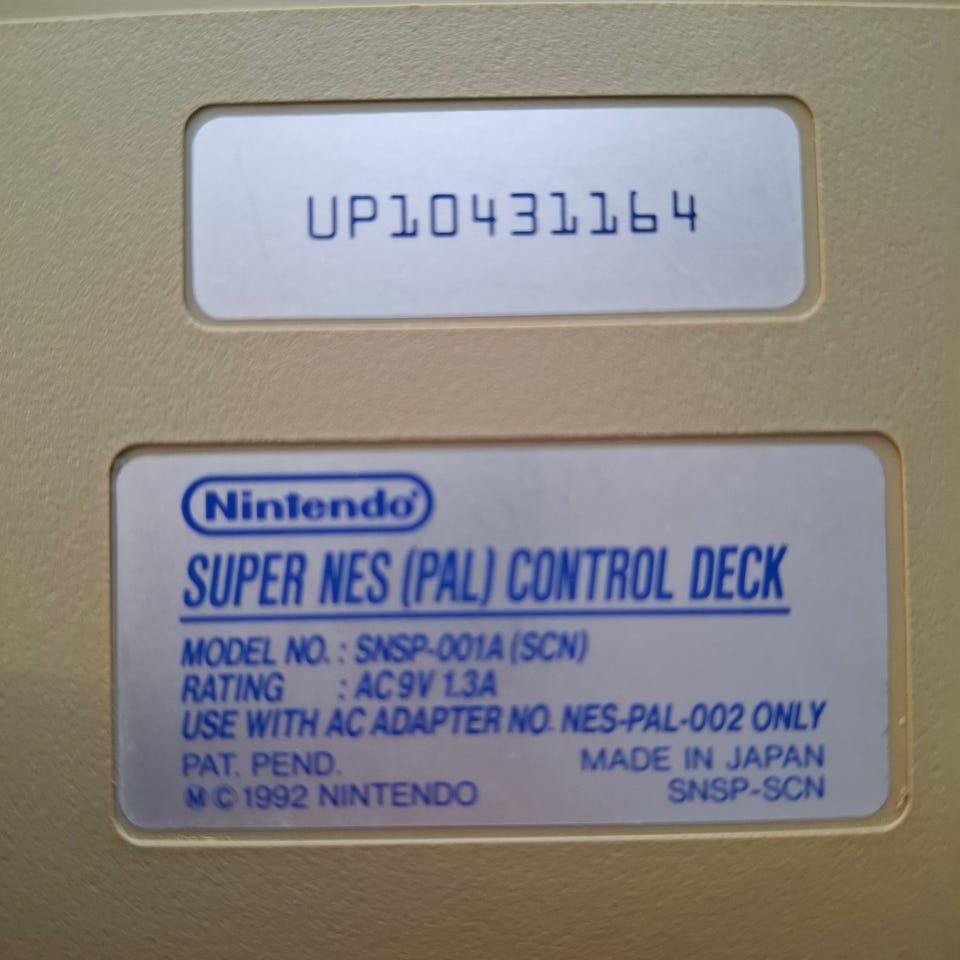 UP10431164
Nintendo®
SUPER NES (PAL) CONTROL DECK
MODEL NO. : SNSP-001A (SCN)
RATING : AC 9V 1.3A
USE WITH AC ADAPTER NO. NES-PAL-002 ONLY
PAT. PEND. MADE IN JAPAN
Ⓜ © 1992 NINTENDO SNSP-SCN